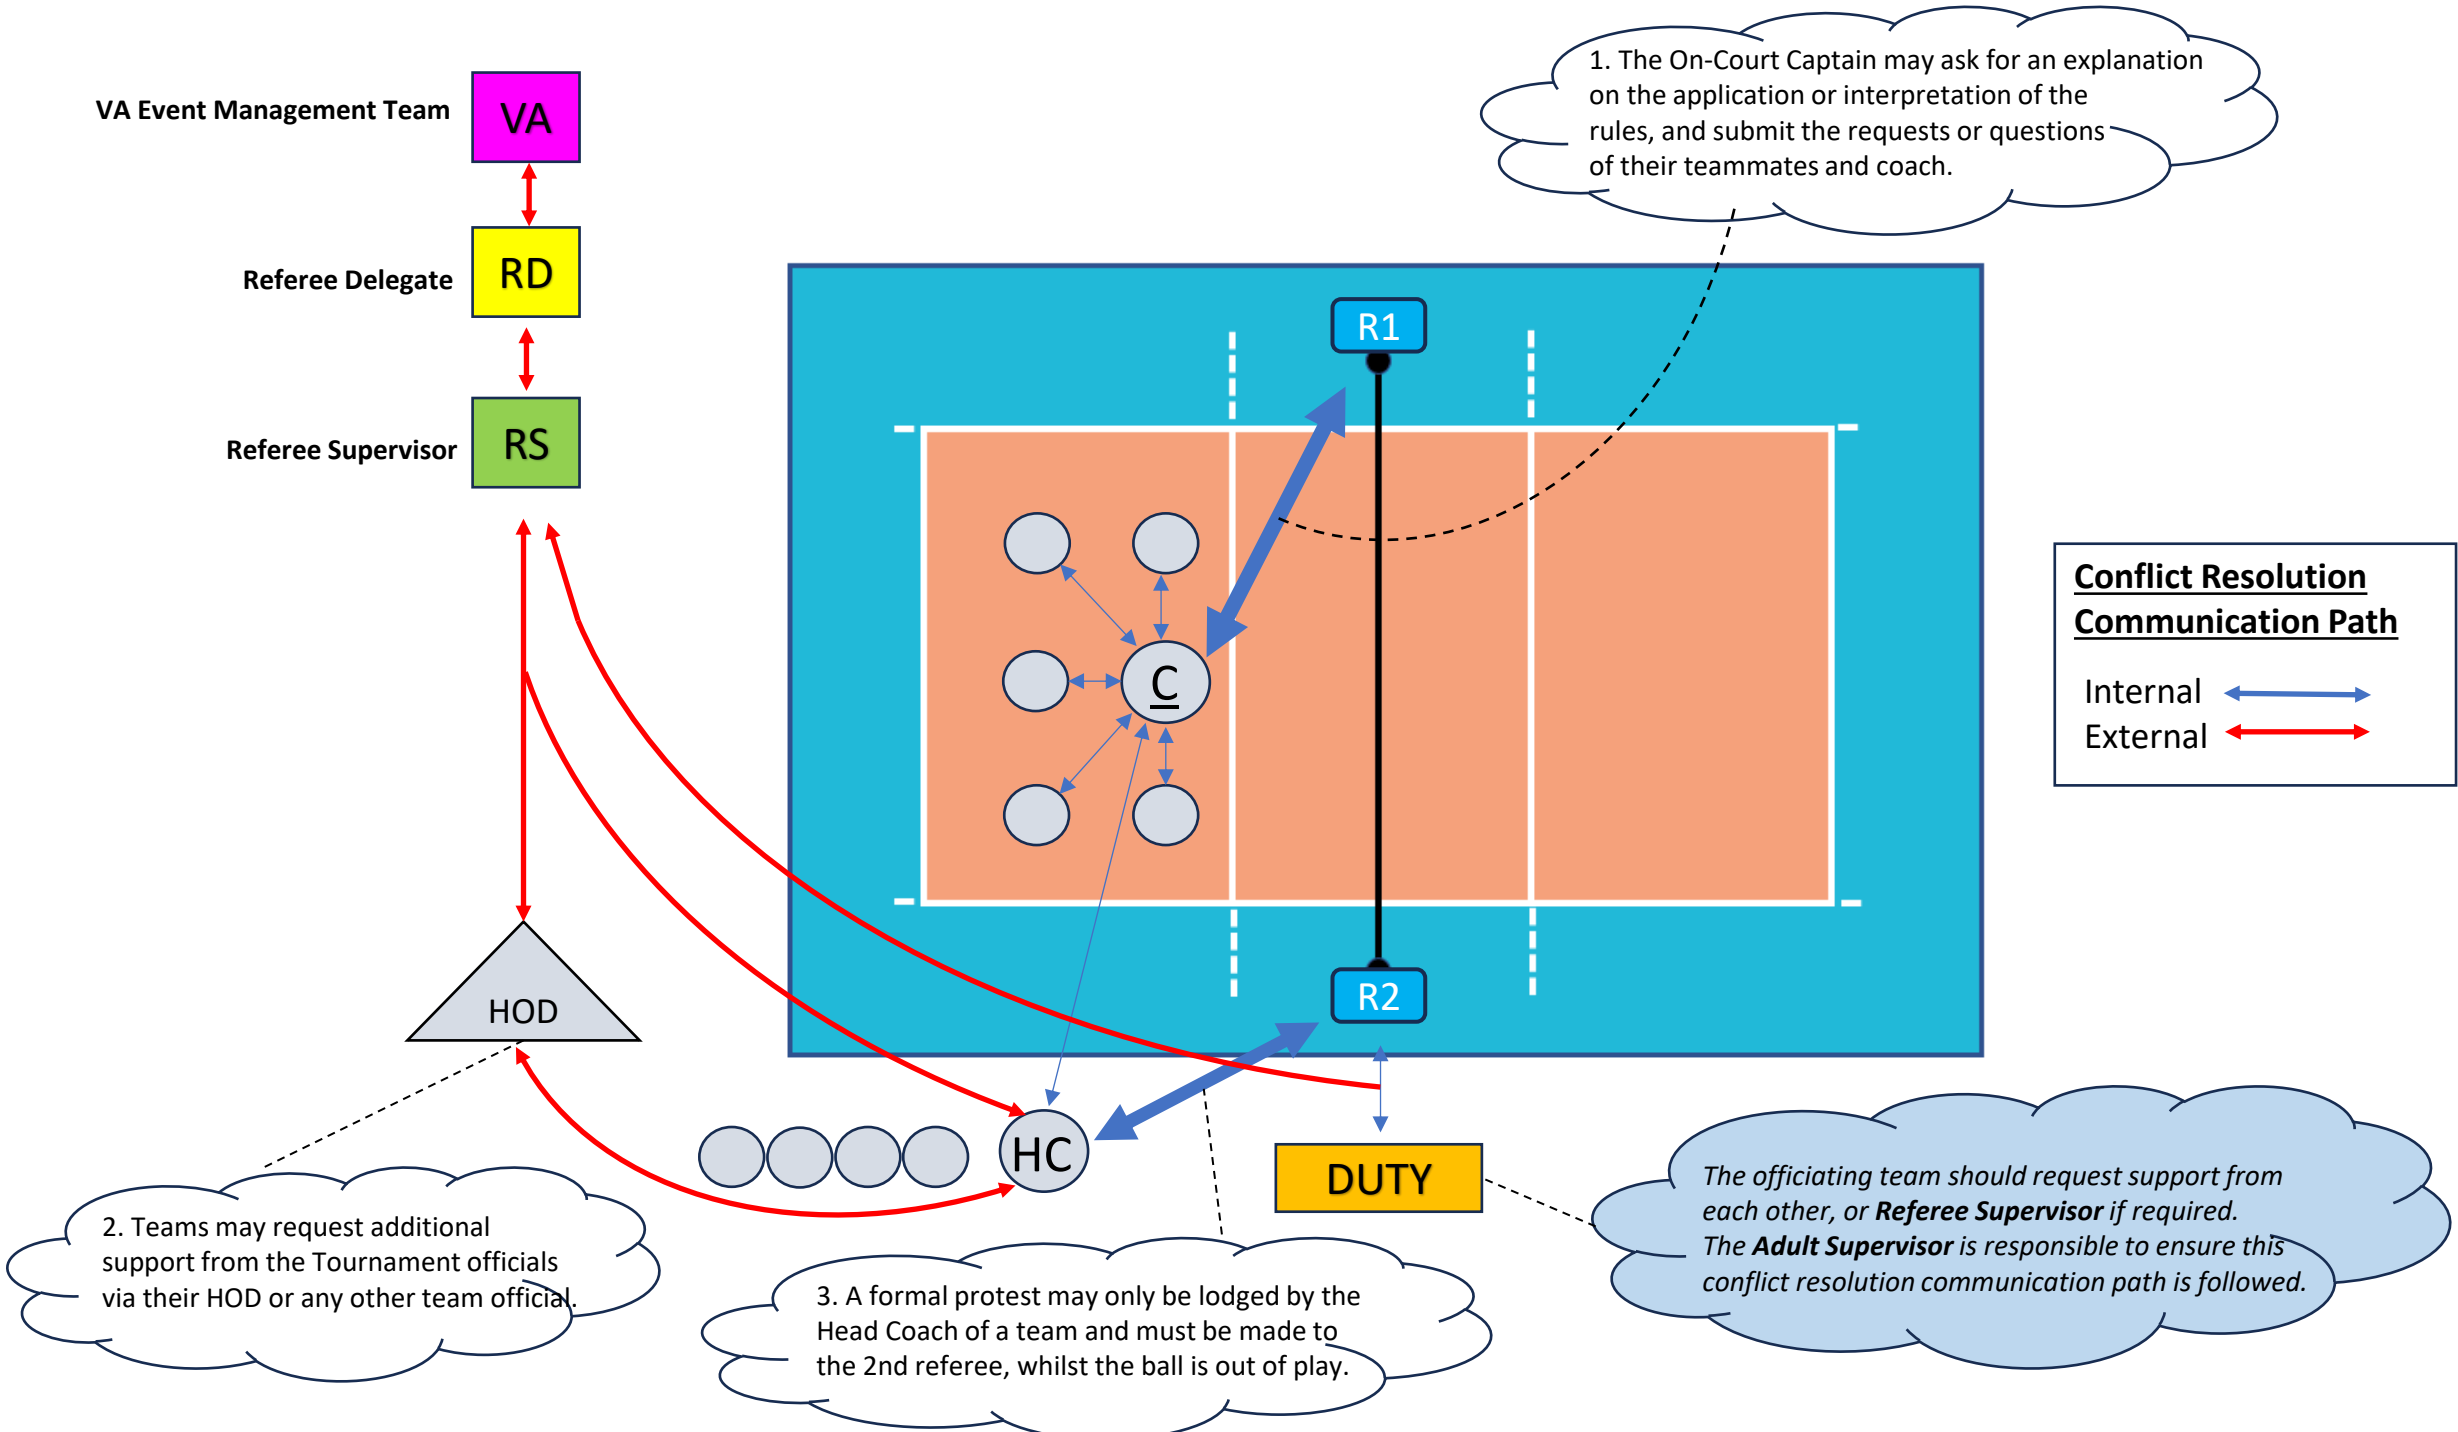 VA Event Management Team
VA
Referee Delegate
RD
Referee Supervisor
RS
1. The On-Court Captain may ask for an explanation
on the application or interpretation of the
rules, and submit the requests or questions
of their teammates and coach.
R1
C
R2
Conflict Resolution
Communication Path
Internal
External
HOD
HC
DUTY
2. Teams may request additional
support from the Tournament officials
via their HOD or any other team official.
3. A formal protest may only be lodged by the
Head Coach of a team and must be made to
the 2nd referee, whilst the ball is out of play.
The officiating team should request support from
each other, or Referee Supervisor if required.
The Adult Supervisor is responsible to ensure this
conflict resolution communication path is followed.